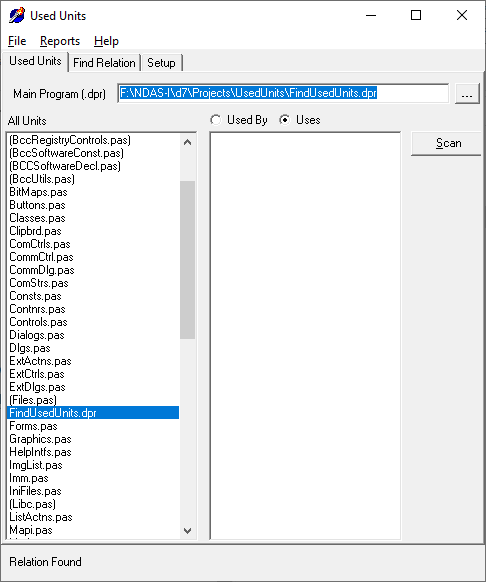 Used Units
File Reports Help
Used Units Find Relation Setup
Main Program (.dpr) F:\NDAS-I\d7\Projects\UsedUnits\FindUsedUnits.dpr ...
All Units Used By Uses
Scan
(BccRegistryControls.pas)
(BccSoftwareConst.pas)
(BCCSoftwareDecl.pas)
(BccUtils.pas)
BitMaps.pas
Buttons.pas
Classes.pas
Clipbrd.pas
ComCtrls.pas
CommCtrl.pas
CommDlg.pas
ComStrs.pas
Consts.pas
Contnrs.pas
Controls.pas
Dialogs.pas
Dlgs.pas
ExtActns.pas
ExtCtrls.pas
ExtDlgs.pas
(Files.pas)
FindUsedUnits.dpr
Forms.pas
Graphics.pas
HelpIntfs.pas
ImgList.pas
Imm.pas
IniFiles.pas
(Libc.pas)
ListActns.pas
Mapi.pas
Relation Found